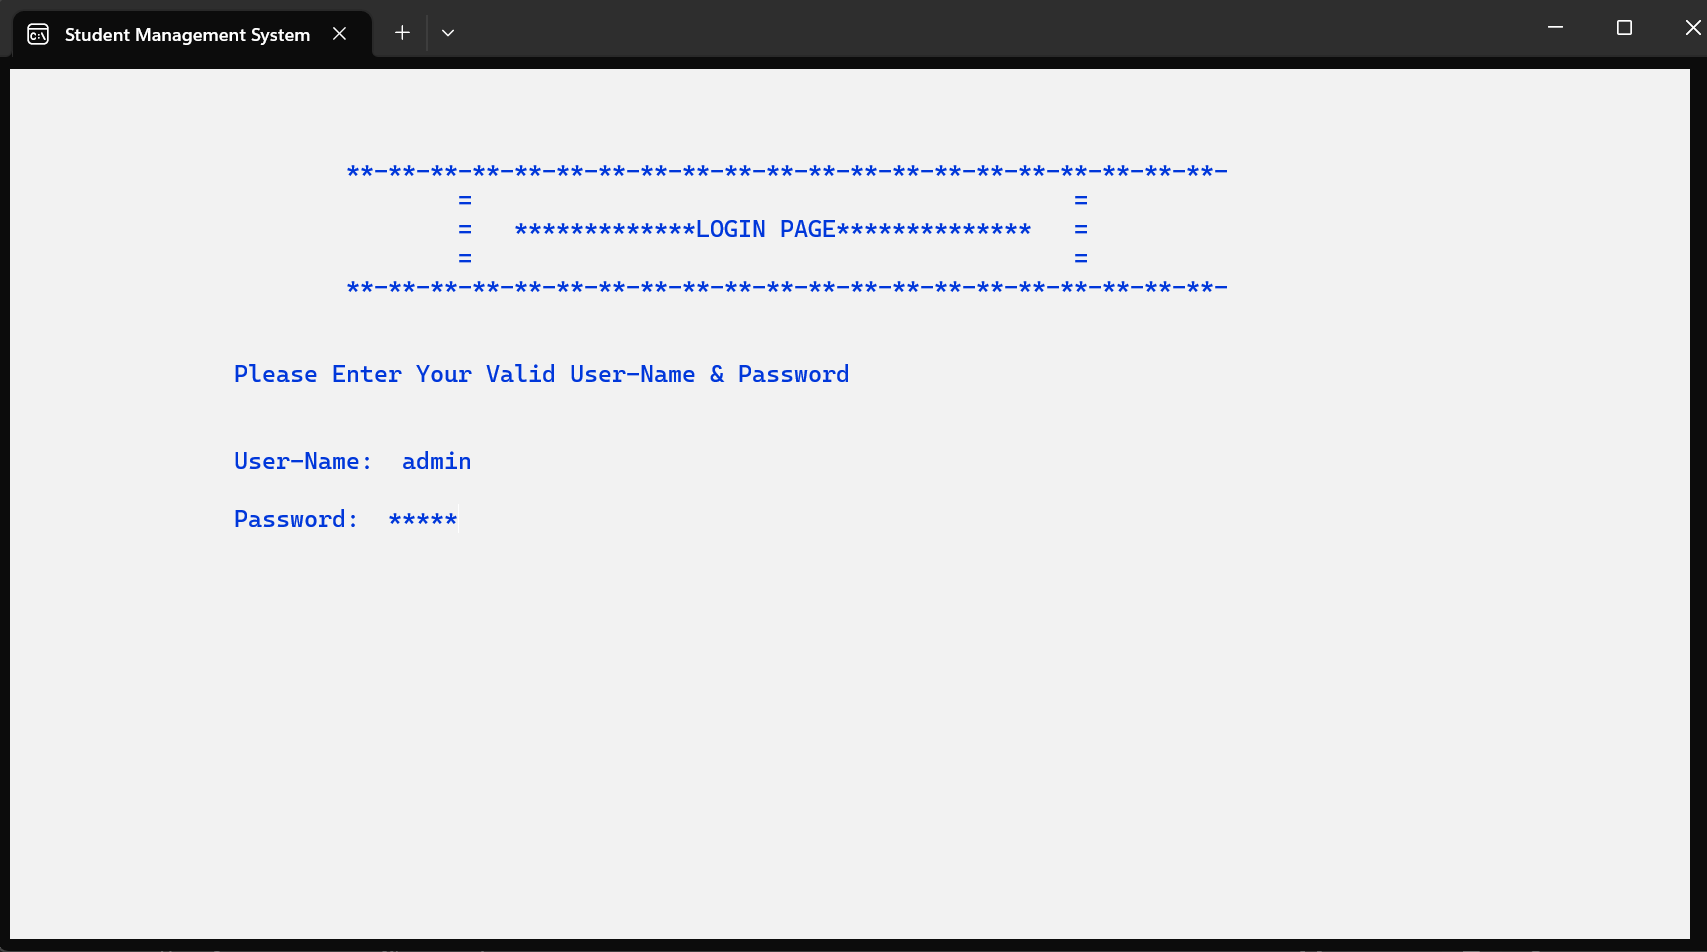 Student Management System
**-**-**-**-**-**-**-**-**-**-**-**-**-**-**-**-**-**-**-**-**-
= =
= *************LOGIN PAGE************** =
= =
**-**-**-**-**-**-**-**-**-**-**-**-**-**-**-**-**-**-**-**-**-
Please Enter Your Valid User-Name & Password
User-Name: admin
Password: *****